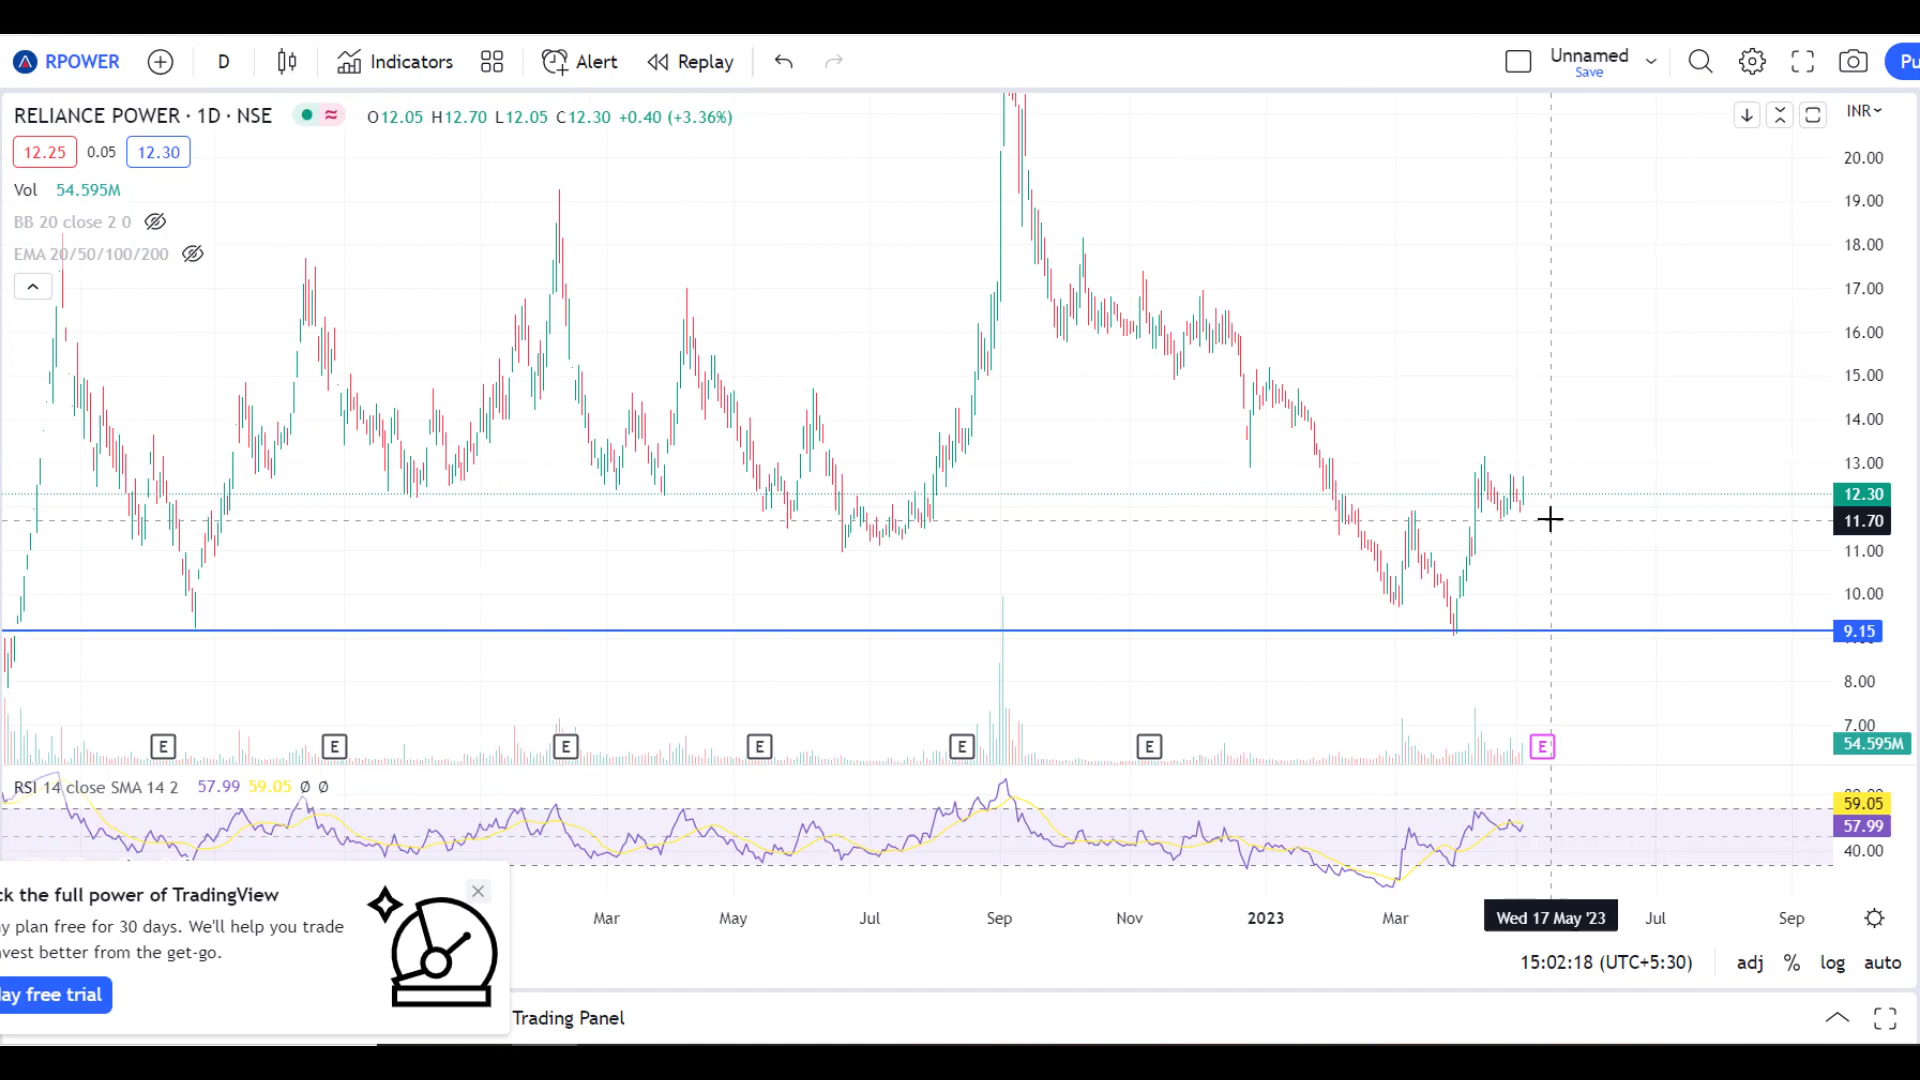 RPOWER
D
Indicators
Alert
Replay
Unnamed
Save
Pu
RELIANCE POWER · 1D · NSE
O12.05 H12.70 L12.05 C12.30 +0.40 (+3.36%)
INR
12.25 0.05 12.30
Vol 54.595M
BB 20 close 2 0
EMA 20/50/100/200
20.00
19.00
18.00
17.00
16.00
15.00
14.00
13.00
12.30
11.70
11.00
10.00
9.15
8.00
7.00
54.595M
E E E E E E E
RSI 14 close SMA 14 2 57.99 59.05 Ø Ø
59.05
57.99
40.00
ck the full power of TradingView
y plan free for 30 days. We'll help you trade
vest better from the get-go.
lay free trial
Mar May Jul Sep Nov 2023 Mar Wed 17 May '23 Jul Sep
15:02:18 (UTC+5:30) adj % log auto
Trading Panel